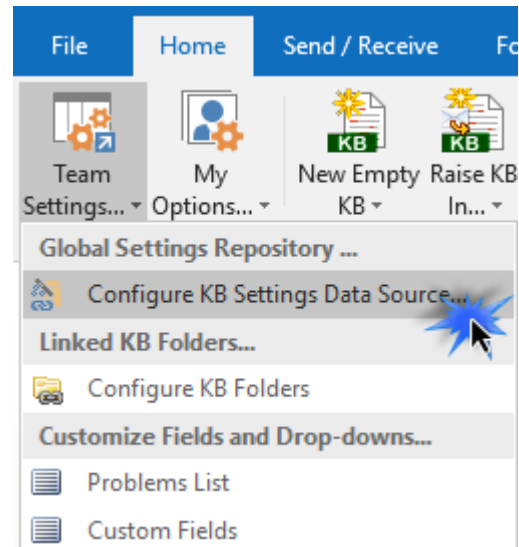 File Home Send / Receive Fo
KB KB
Team My New Empty Raise KB
Settings... Options... KB In...
Global Settings Repository ...
Configure KB Settings Data Source...
Linked KB Folders...
Configure KB Folders
Customize Fields and Drop-downs...
Problems List
Custom Fields